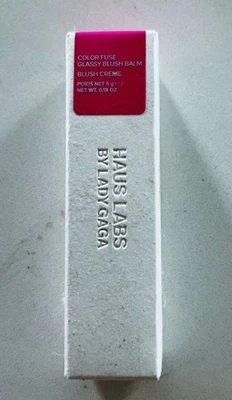 COLOR FUSE
GLASSY BLUSH BALM
BLUSH CRÈME
POIDS NET 5 g
NET WT. 0.18 OZ
HAUS LABS
BY LADY GAGA